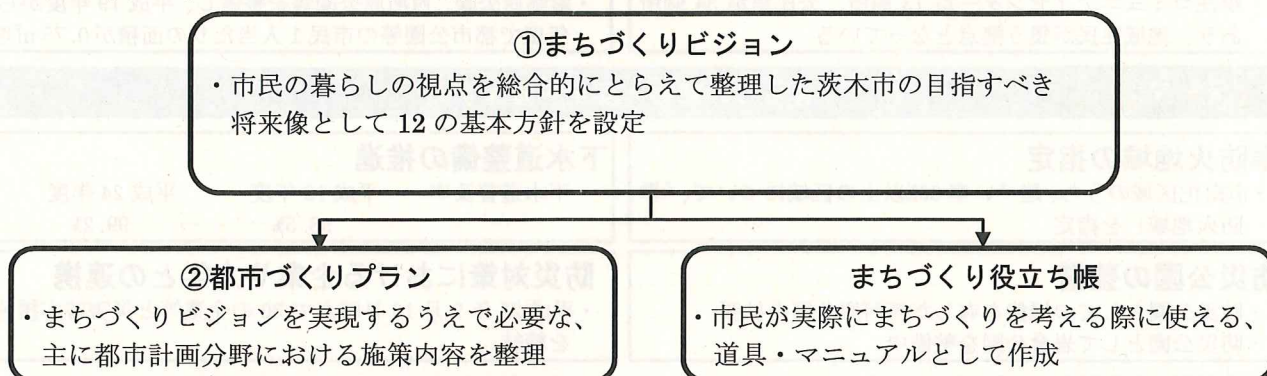 ①まちづくりビジョン
・市民の暮らしの視点を総合的にとらえて整理した茨木市の目指すべき
将来像として 12 の基本方針を設定
②都市づくりプラン
・まちづくりビジョンを実現するうえで必要な、
主に都市計画分野における施策内容を整理
まちづくり役立ち帳
・市民が実際にまちづくりを考える際に使える、
道具・マニュアルとして作成